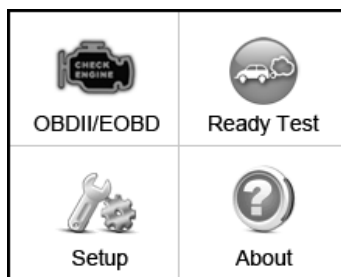 CHECK
ENGINE
OBDII/EOBD
Ready Test
Setup
?
About